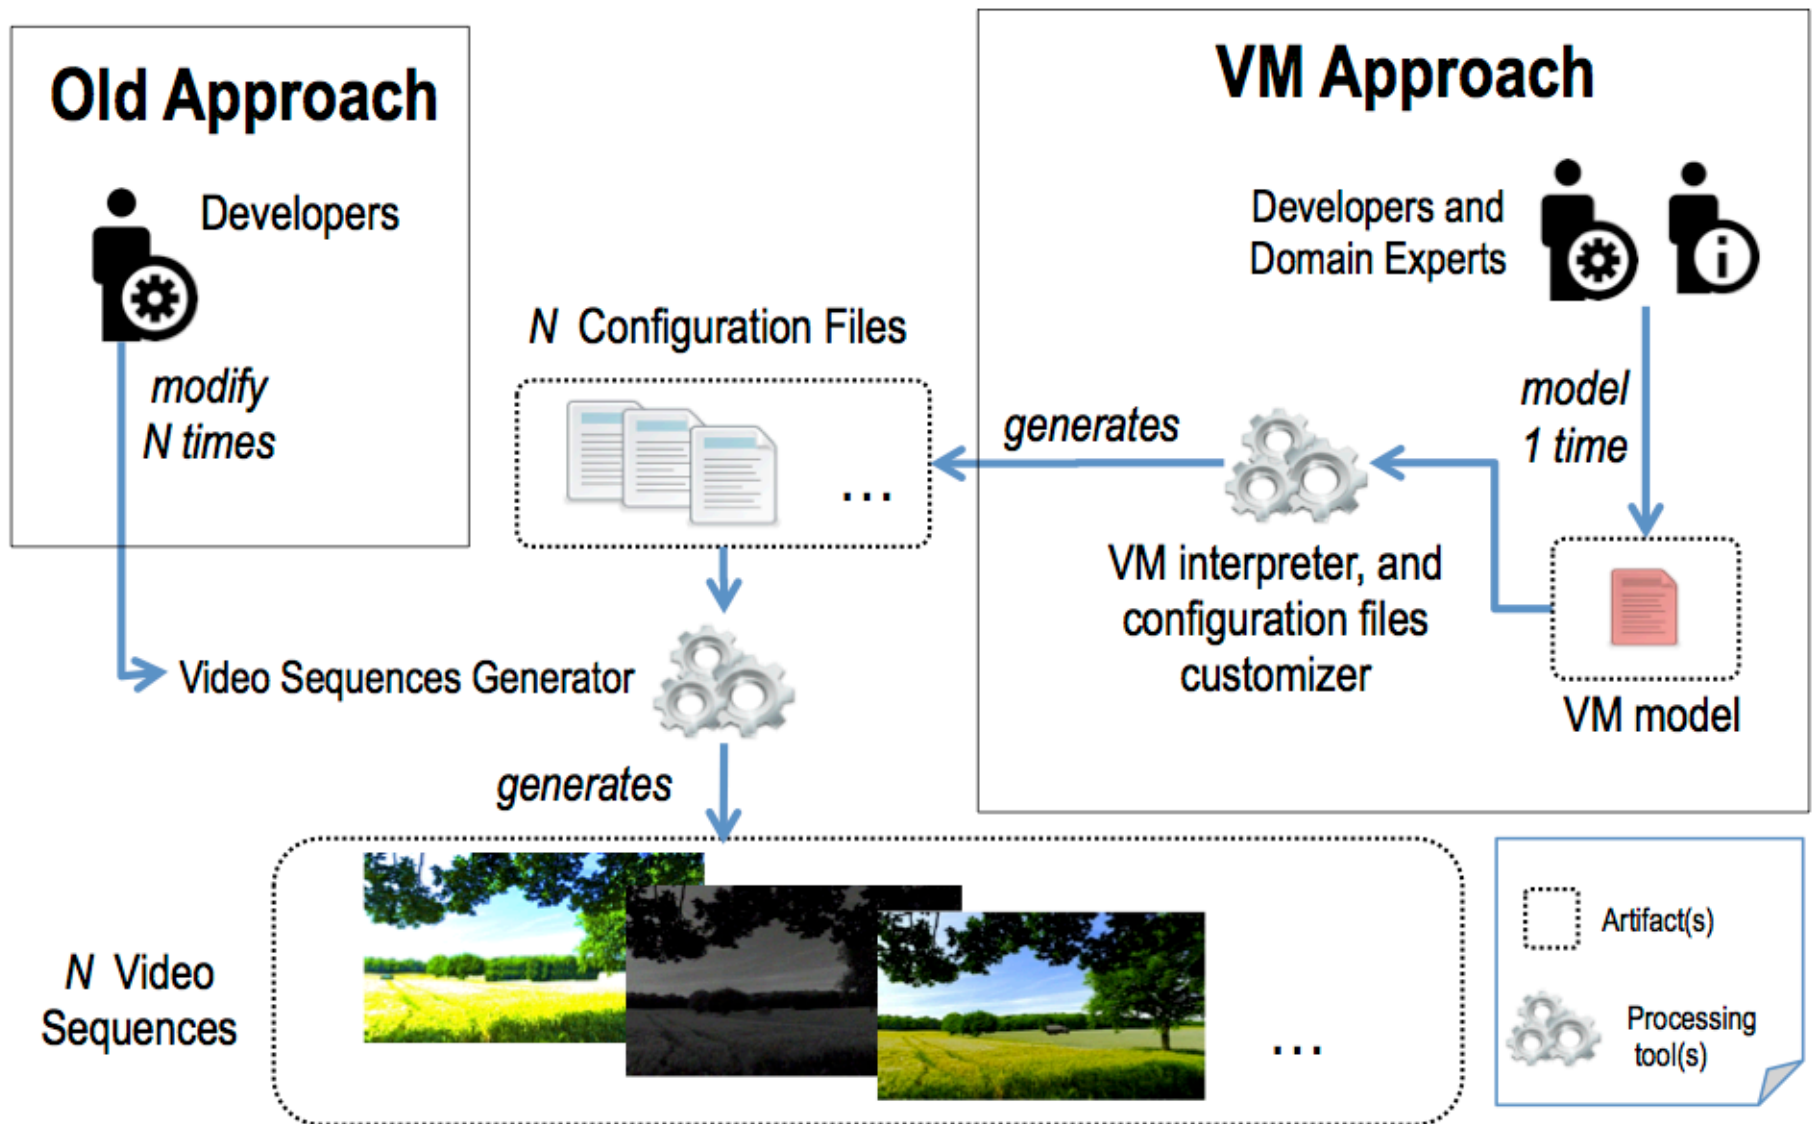 Old Approach
Developers
modify
N times
VM Approach
Developers and
Domain Experts
model
1 time
VM model
VM interpreter, and
configuration files
customizer
generates
N Configuration Files
...
Video Sequences Generator
generates
N Video
Sequences
...
Artifact(s)
Processing
tool(s)